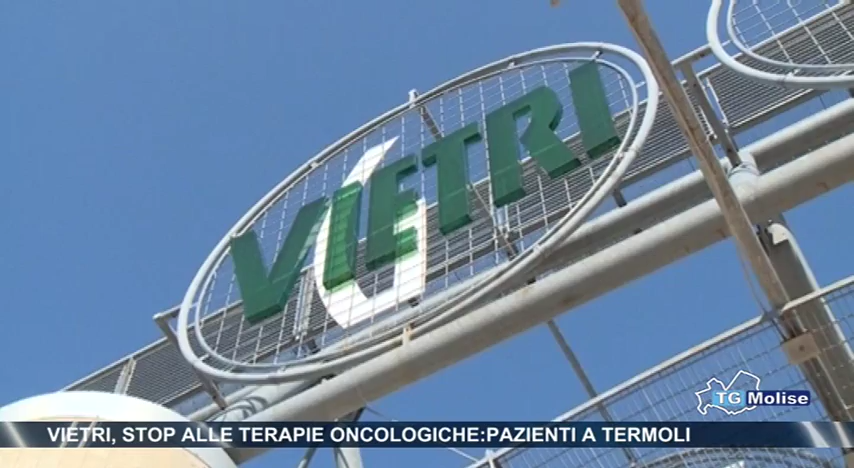 VIETRI
TG Molise
VIETRI, STOP ALLE TERAPIE ONCOLOGICHE:PAZIENTI A TERMOLI